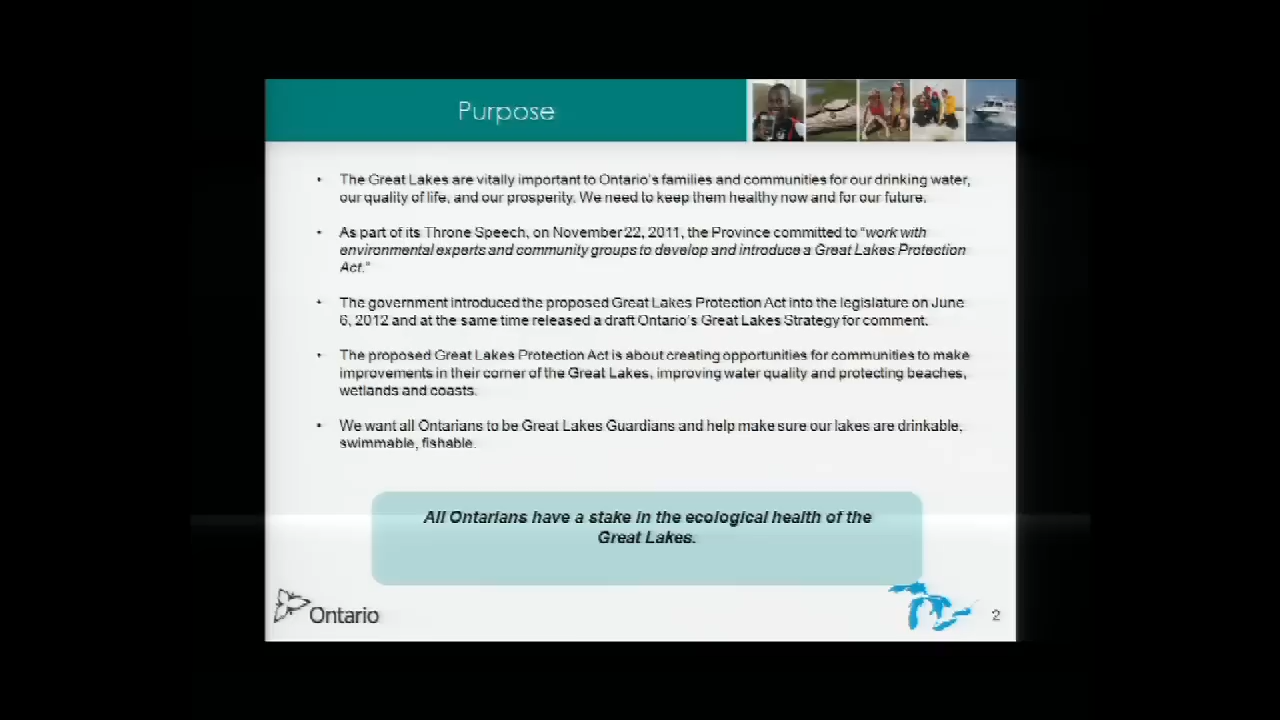 Purpose
• The Great Lakes are vitally important to Ontario's families and communities for our drinking water,
our quality of life, and our prosperity. We need to keep them healthy now and for our future.
• As part of its Throne Speech, on November 22, 2011, the Province committed to "work with
environmental experts and community groups to develop and introduce a Great Lakes Protection
Act."
• The government introduced the proposed Great Lakes Protection Act into the legislature on June
6, 2012 and at the same time released a draft Ontario's Great Lakes Strategy for comment.
• The proposed Great Lakes Protection Act is about creating opportunities for communities to make
improvements in their corner of the Great Lakes, improving water quality and protecting beaches,
wetlands and coasts.
• We want all Ontarians to be Great Lakes Guardians and help make sure our lakes are drinkable,
swimmable, fishable.
All Ontarians have a stake in the ecological health of the
Great Lakes.
Ontario
2